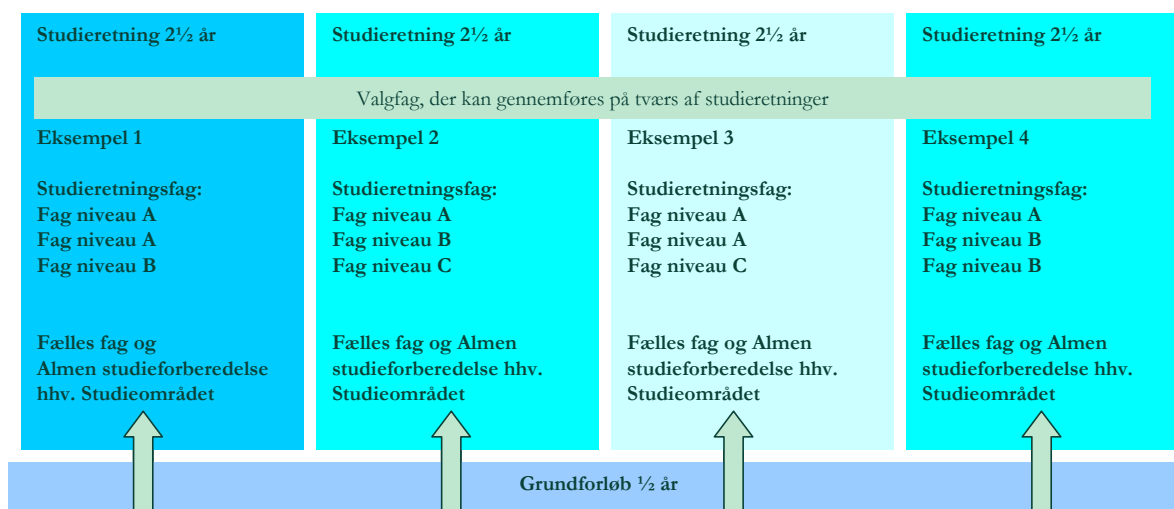 Studieretning 2½ år
Studieretning 2½ år
Studieretning 2½ år
Studieretning 2½ år
Valgfag, der kan gennemføres på tværs af studieretninger
Eksempel 1
Studieretningsfag:
Fag niveau A
Fag niveau A
Fag niveau B
Fælles fag og
Almen studieforberedelse
hhv. Studieområdet
Eksempel 2
Studieretningsfag:
Fag niveau A
Fag niveau B
Fag niveau C
Fælles fag og Almen
studieforberedelse hhv.
Studieområdet
Eksempel 3
Studieretningsfag:
Fag niveau A
Fag niveau A
Fag niveau C
Fælles fag og Almen
studieforberedelse hhv.
Studieområdet
Eksempel 4
Studieretningsfag:
Fag niveau A
Fag niveau B
Fag niveau B
Fælles fag og Almen
studieforberedelse hhv.
Studieområdet
Grundforløb ½ år